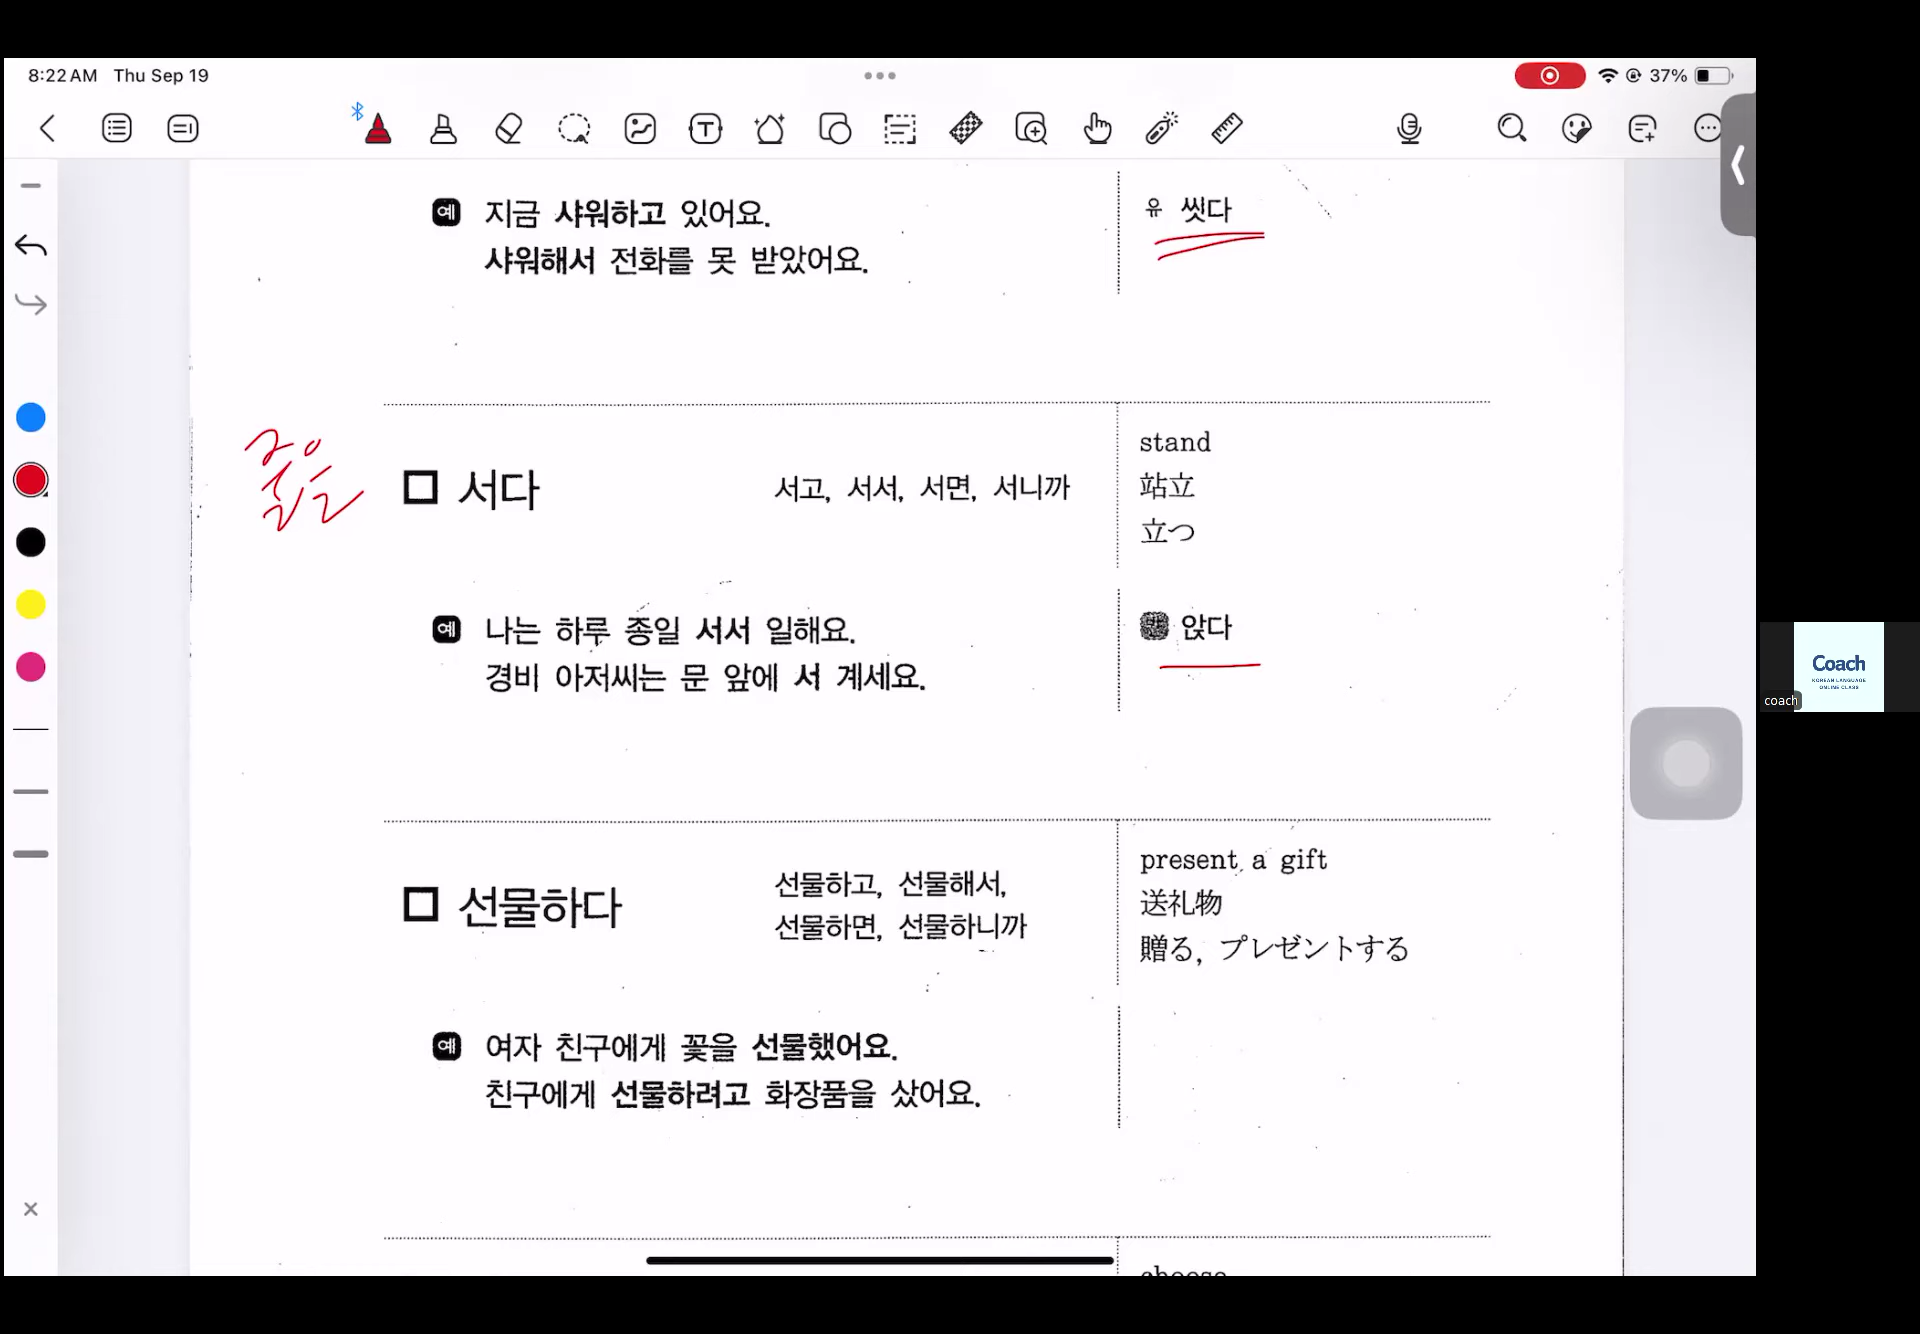 8:22 AM Thu Sep 19
37%
예 지금 샤워하고 있어요.
샤워해서 전화를 못 받았어요.
유 씻다
줄을
서다
서고, 서서, 서면, 서니까
stand
站立
立つ
예 나는 하루 종일 서서 일해요.
경비 아저씨는 문 앞에 서 계세요.
앉다
선물하다
선물하고, 선물해서,
선물하면, 선물하니까
present a gift
送礼物
贈る, プレゼントする
예 여자 친구에게 꽃을 선물했어요.
친구에게 선물하려고 화장품을 샀어요.
choose
Coach
KOREAN LANGUAGE
ONLINE CLASS
coach